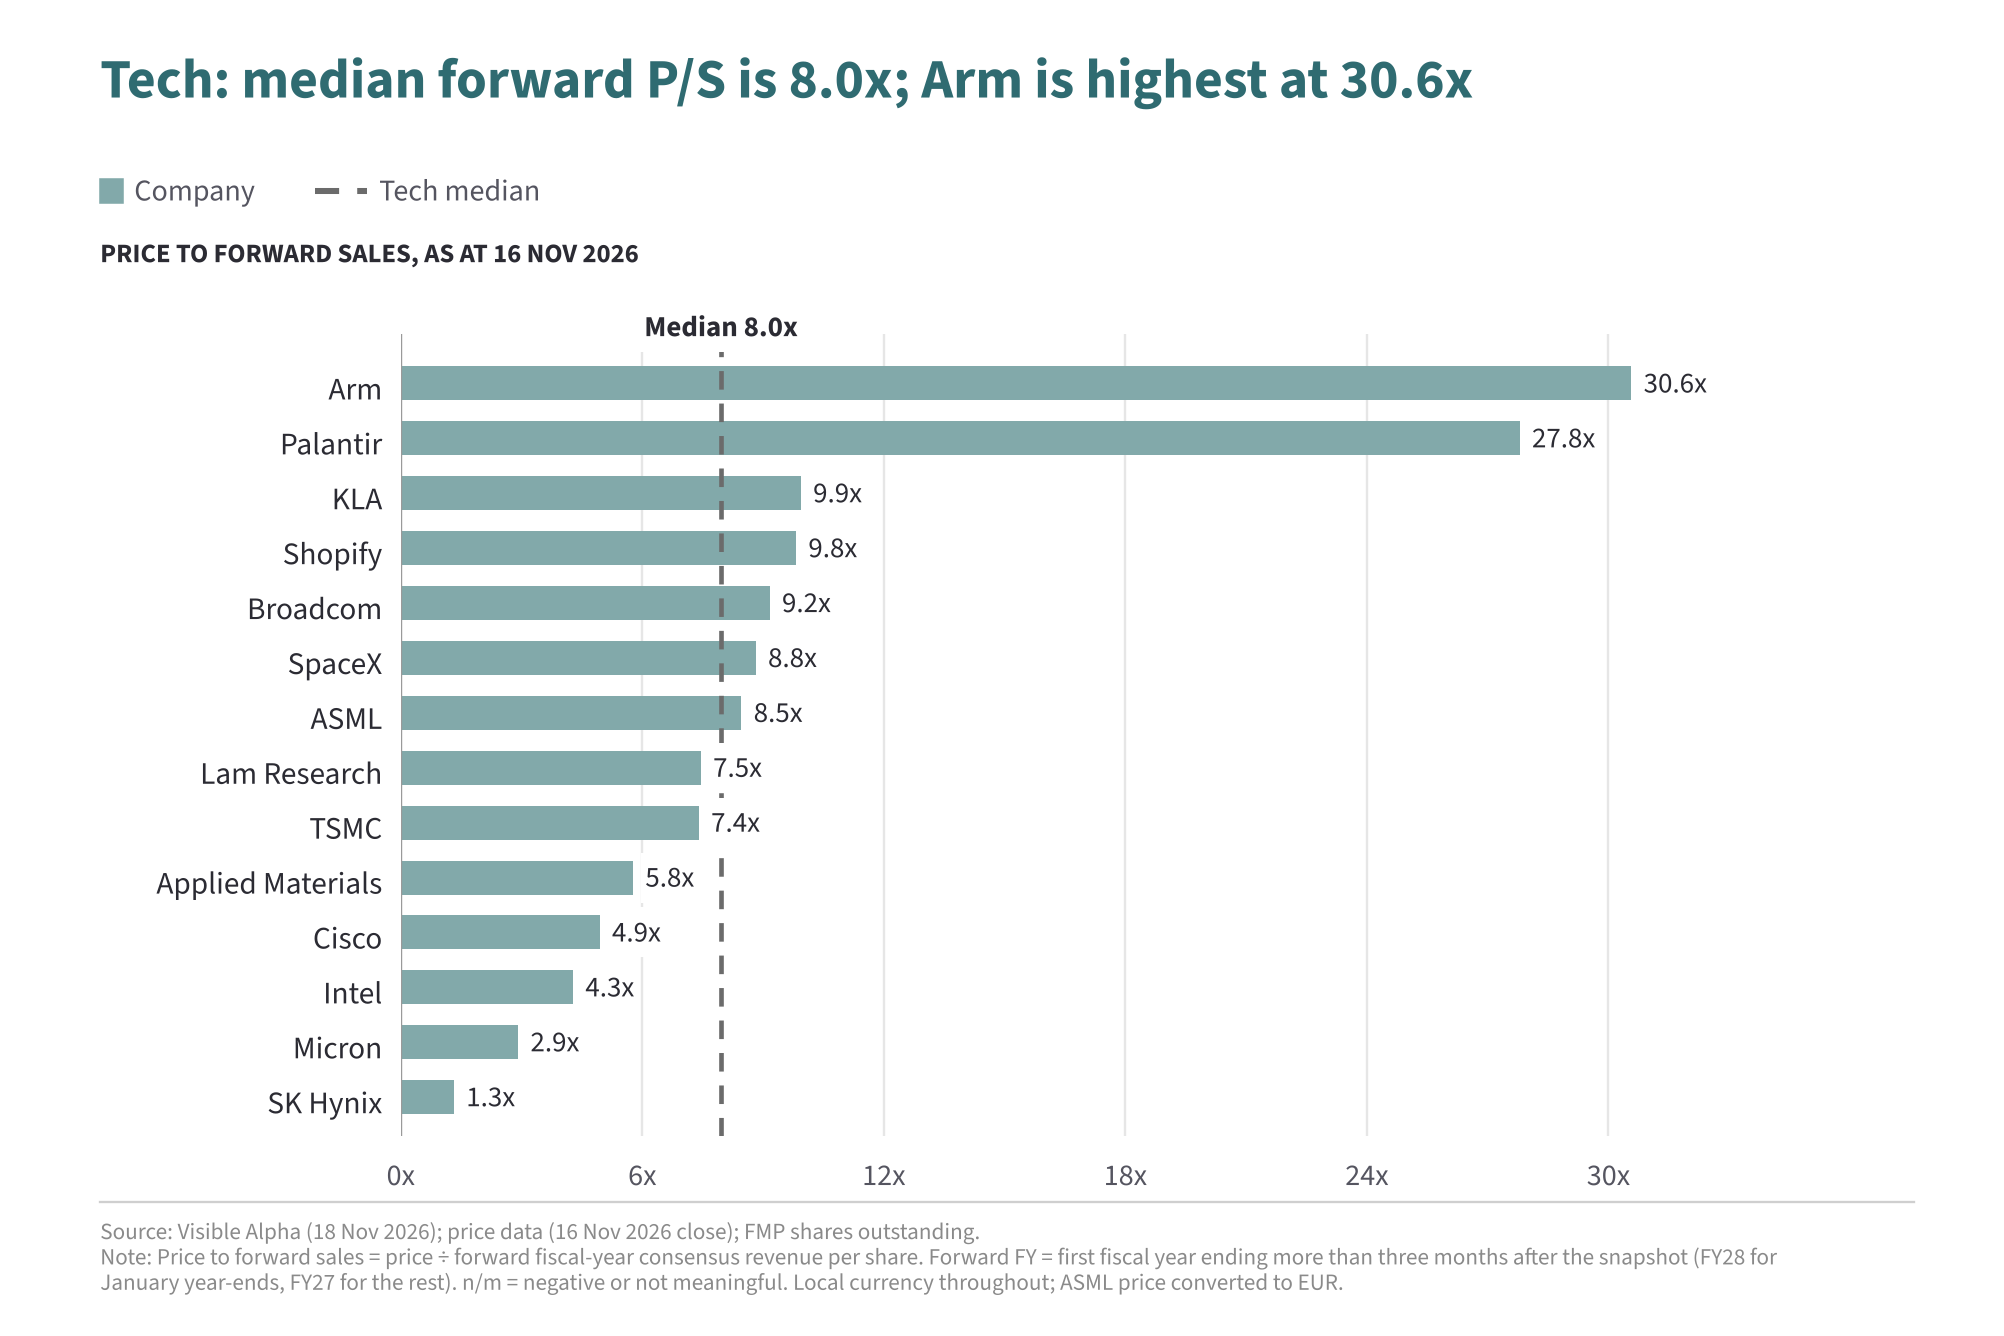 Tech: median forward P/S is 8.0x; Arm is highest at 30.6x
Company
Tech median
PRICE TO FORWARD SALES, AS AT 16 NOV 2026
Median 8.0x
Arm 30.6x
Palantir 27.8x
KLA 9.9x
Shopify 9.8x
Broadcom 9.2x
SpaceX 8.8x
ASML 8.5x
Lam Research 7.5x
TSMC 7.4x
Applied Materials 5.8x
Cisco 4.9x
Intel 4.3x
Micron 2.9x
SK Hynix 1.3x
0x 6x 12x 18x 24x 30x
Source: Visible Alpha (18 Nov 2026); price data (16 Nov 2026 close); FMP shares outstanding.
Note: Price to forward sales = price ÷ forward fiscal-year consensus revenue per share. Forward FY = first fiscal year ending more than three months after the snapshot (FY28 for
January year-ends, FY27 for the rest). n/m = negative or not meaningful. Local currency throughout; ASML price converted to EUR.